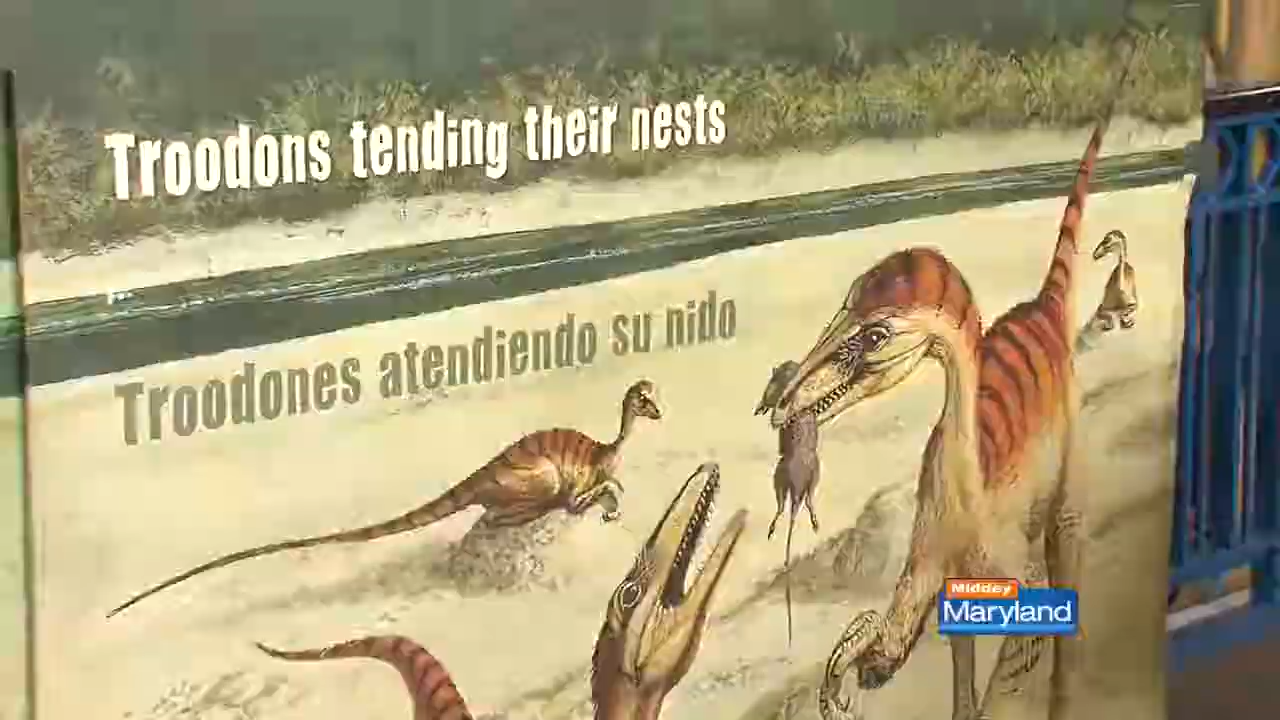 Troodons tending their nests
Troodones atendiendo su nido
Midday
Maryland